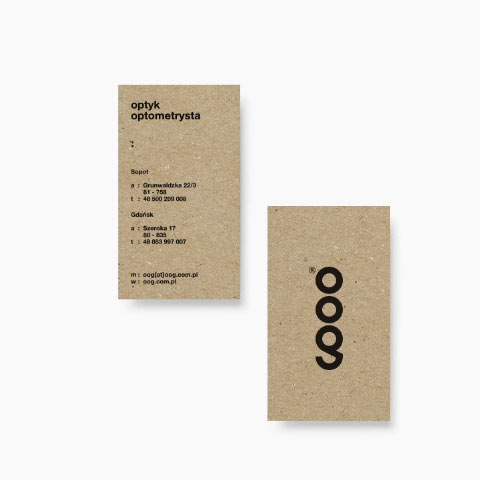 optyk
optometrysta
:
Sopot
a : Grunwaldzka 22/3
81 - 758
t : 48 500 209 008
Gdańsk
a : Szeroka 17
80 - 835
t : 48 883 997 007
m : oog[at]oog.com.pl
w : oog.com.pl
® oog